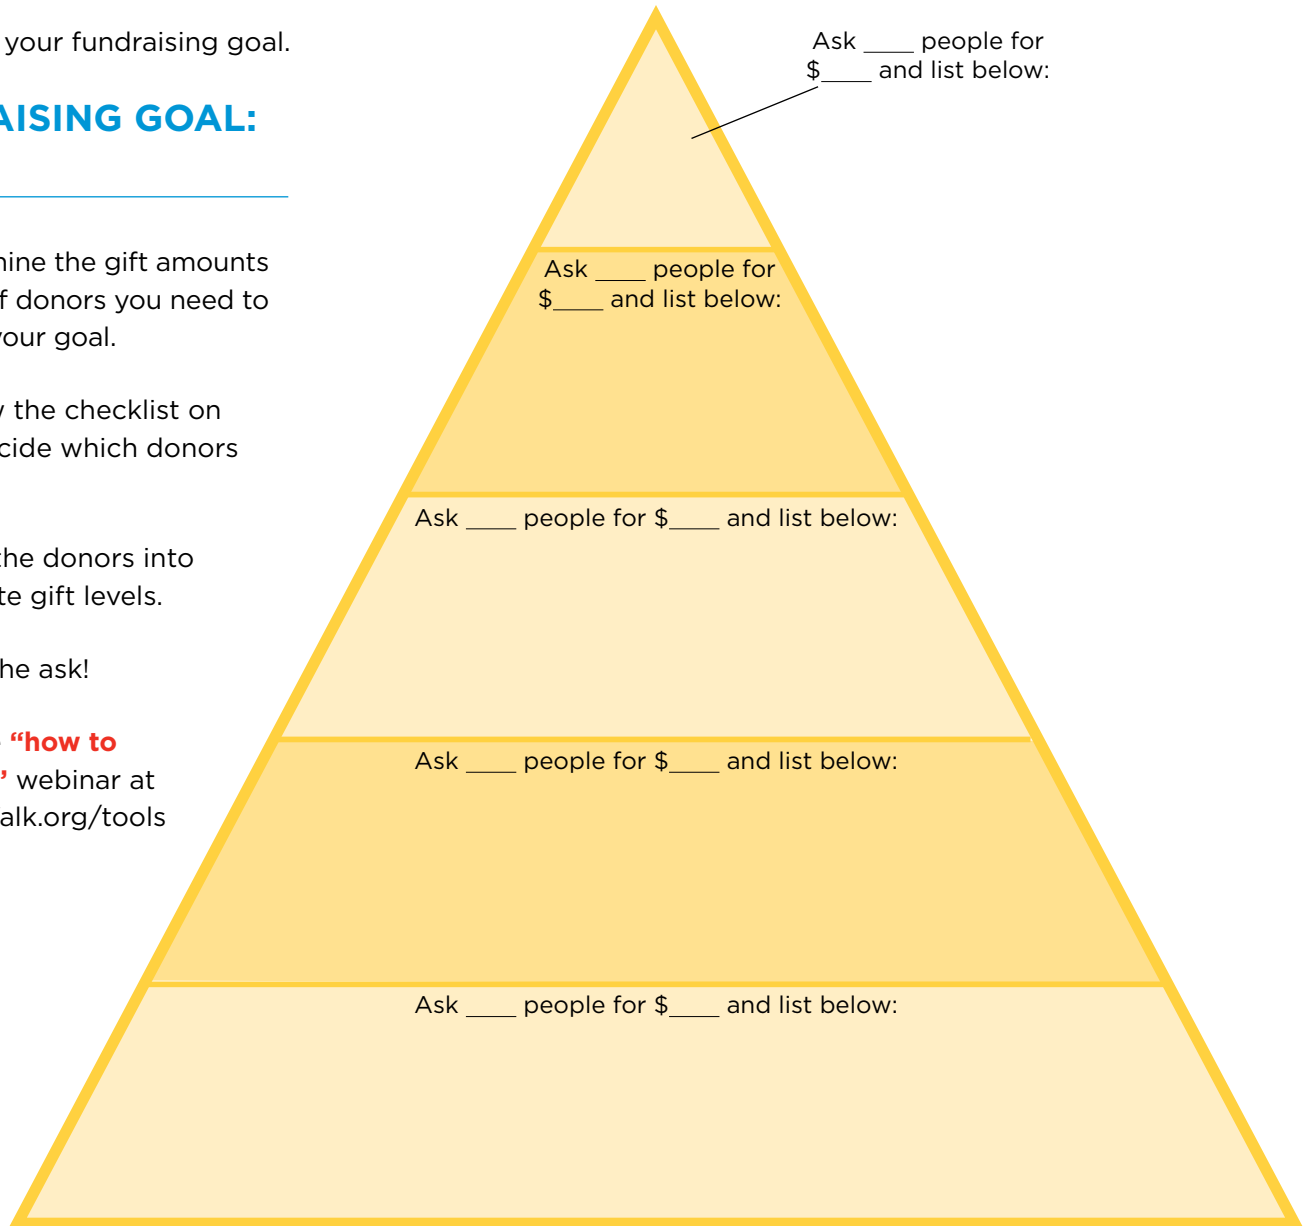 your fundraising goal.
AISING GOAL:
nine the gift amounts
f donors you need to
your goal.
the checklist on
cide which donors
the donors into
te gift levels.
he ask!
“how to
” webinar at
alk.org/tools
Ask ____ people for
$____ and list below:
Ask ____ people for
$____ and list below:
Ask ____ people for $____ and list below:
Ask ____ people for $____ and list below:
Ask ____ people for $____ and list below: